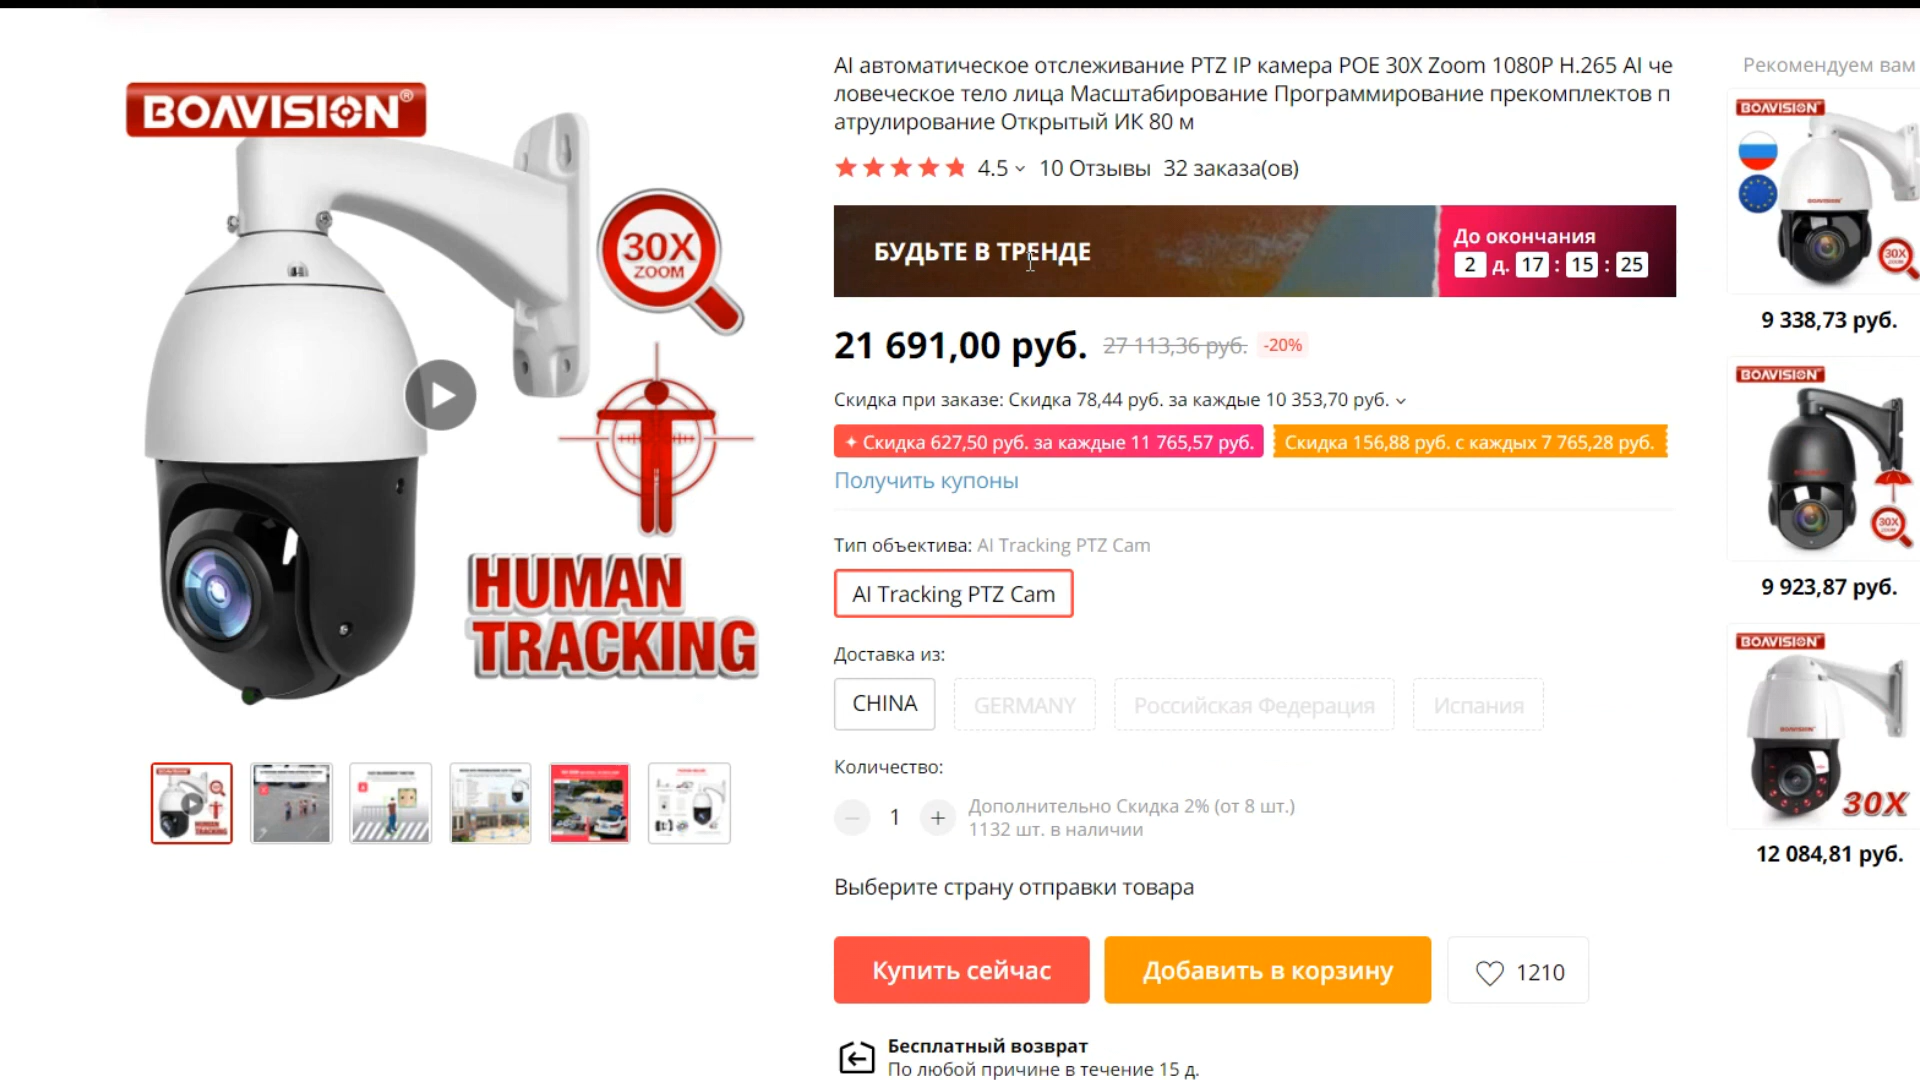 BOAVISION®
30X
ZOOM
HUMAN
TRACKING
AI автоматическое отслеживание PTZ IP камера POE 30X Zoom 1080P H.265 AI че
ловеческое тело лица Масштабирование Программирование прекомплектов п
атрулирование Открытый ИК 80 м
4.5 10 Отзывы 32 заказа(ов)
БУДЬТЕ В ТРЕНДЕ
До окончания
2 д. 17 : 15 : 25
21 691,00 руб. 27 113,36 руб. -20%
Скидка при заказе: Скидка 78,44 руб. за каждые 10 353,70 руб.
Скидка 627,50 руб. за каждые 11 765,57 руб. Скидка 156,88 руб. с каждых 7 765,28 руб.
Получить купоны
Тип объектива: AI Tracking PTZ Cam
AI Tracking PTZ Cam
Доставка из:
CHINA GERMANY Российская Федерация Испания
Количество:
1
Дополнительно Скидка 2% (от 8 шт.)
1132 шт. в наличии
Выберите страну отправки товара
Купить сейчас Добавить в корзину 1210
Бесплатный возврат
По любой причине в течение 15 д.
Рекомендуем вам
BOAVISION
30X
9 338,73 руб.
BOAVISION
30X
9 923,87 руб.
BOAVISION
30X
12 084,81 руб.